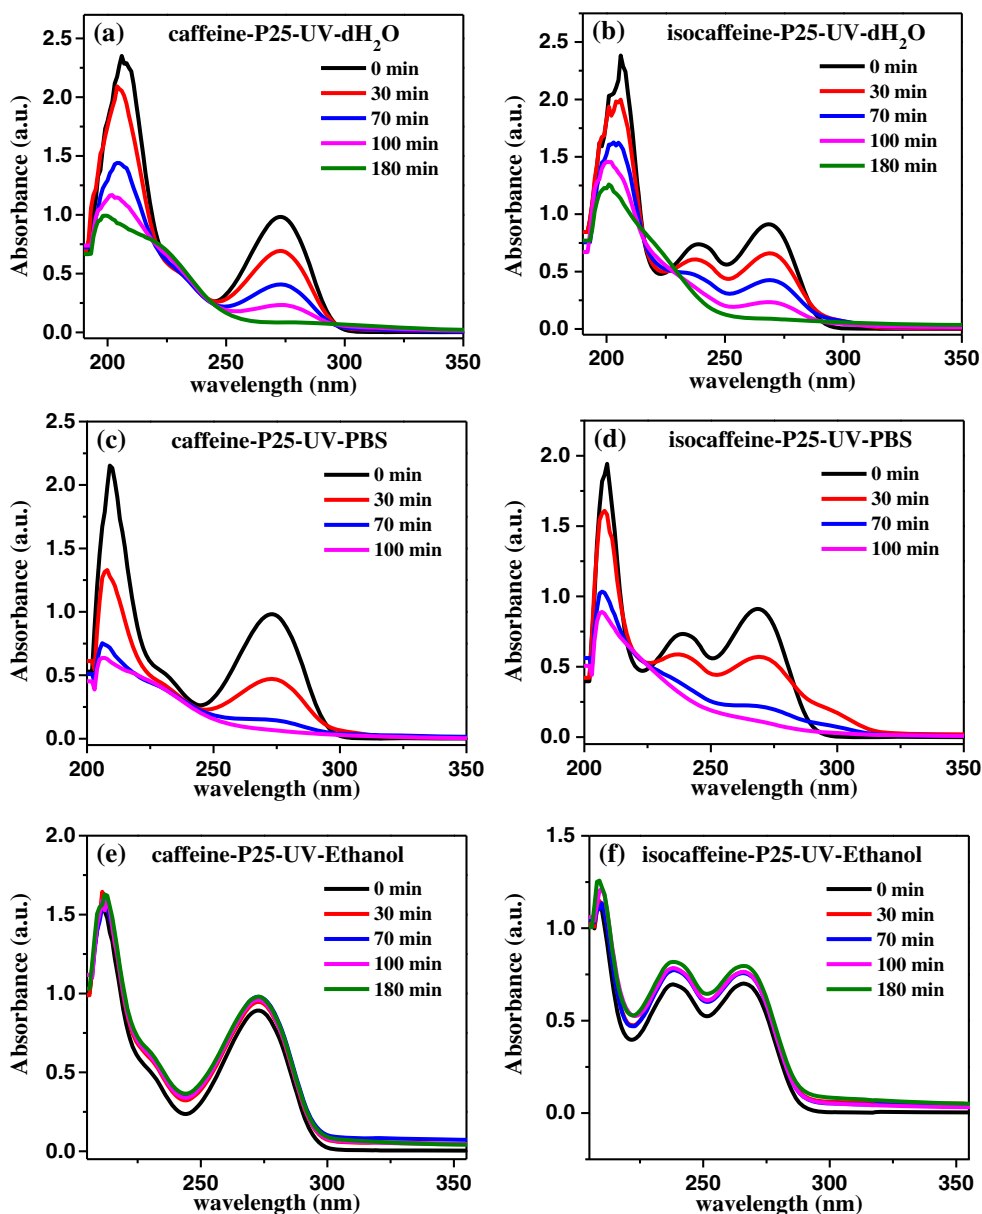 (a) caffeine-P25-UV-dH2O
0 min
30 min
70 min
100 min
180 min
2.5
2.0
1.5
1.0
0.5
0.0
Absorbance (a.u.)
200 250 300 350
wavelength (nm)
(b) isocaffeine-P25-UV-dH2O
0 min
30 min
70 min
100 min
180 min
2.5
2.0
1.5
1.0
0.5
0.0
Absorbance (a.u.)
200 250 300 350
wavelength (nm)
(c) caffeine-P25-UV-PBS
0 min
30 min
70 min
100 min
2.5
2.0
1.5
1.0
0.5
0.0
Absorbance (a.u.)
200 250 300 350
wavelength (nm)
(d) isocaffeine-P25-UV-PBS
0 min
30 min
70 min
100 min
2.0
1.5
1.0
0.5
0.0
Absorbance (a.u.)
200 250 300 350
wavelength (nm)
(e) caffeine-P25-UV-Ethanol
0 min
30 min
70 min
100 min
180 min
2.0
1.5
1.0
0.5
0.0
Absorbance (a.u.)
250 300 350
wavelength (nm)
(f) isocaffeine-P25-UV-Ethanol
0 min
30 min
70 min
100 min
180 min
1.5
1.0
0.5
0.0
Absorbance (a.u.)
250 300 350
wavelength (nm)